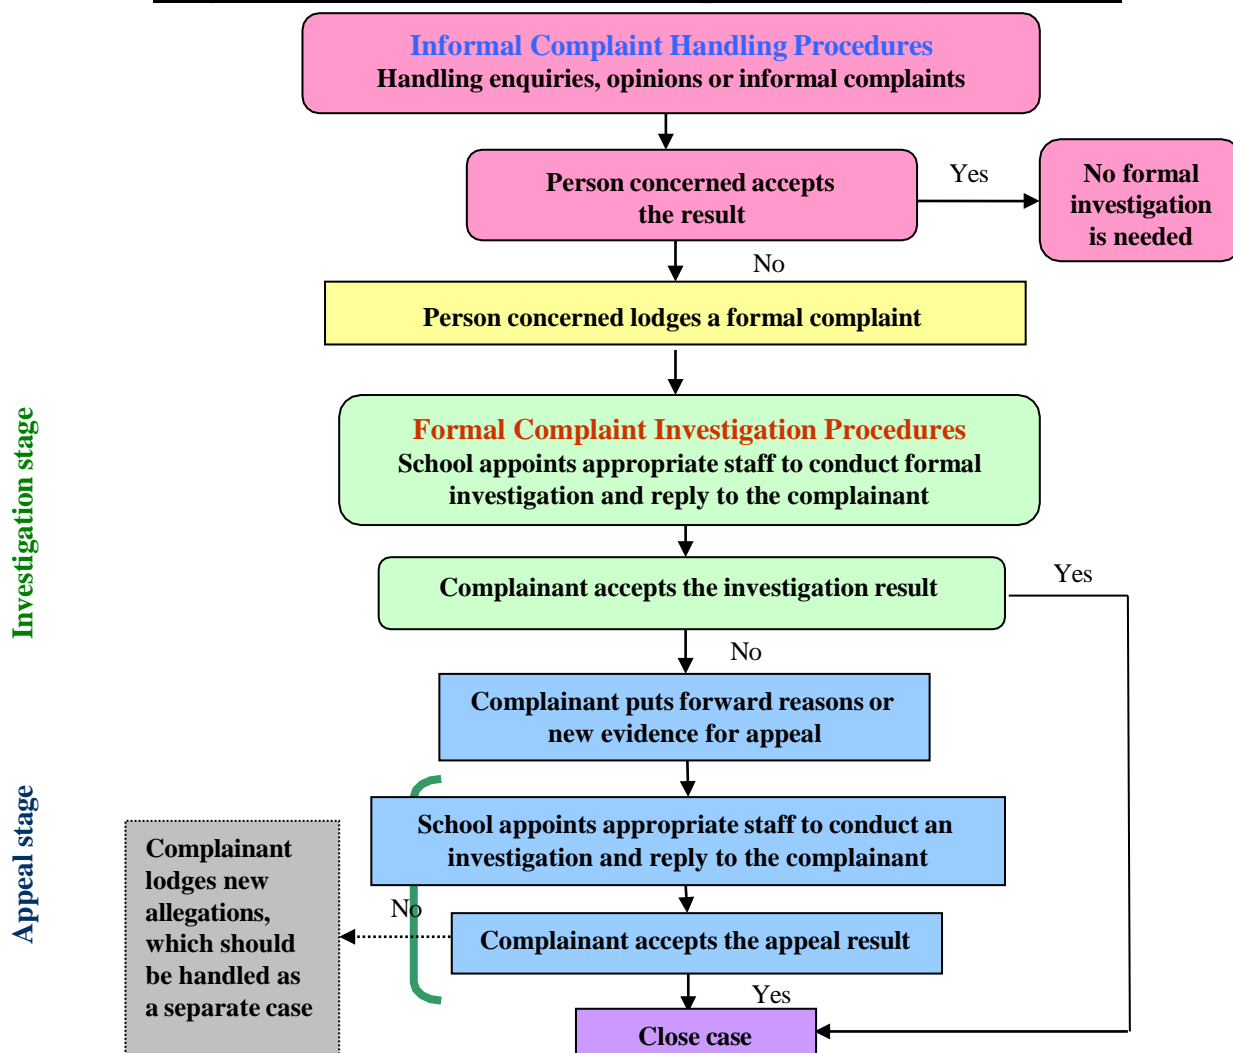 Informal Complaint Handling Procedures
Handling enquiries, opinions or informal complaints
Person concerned accepts
the result
Yes
No formal
investigation
is needed
No
Person concerned lodges a formal complaint
Investigation stage
Formal Complaint Investigation Procedures
School appoints appropriate staff to conduct formal
investigation and reply to the complainant
Complainant accepts the investigation result
Yes
No
Complainant puts forward reasons or
new evidence for appeal
Appeal stage
School appoints appropriate staff to conduct an
investigation and reply to the complainant
Complainant
lodges new
allegations,
which should
be handled as
a separate case
No
Complainant accepts the appeal result
Yes
Close case